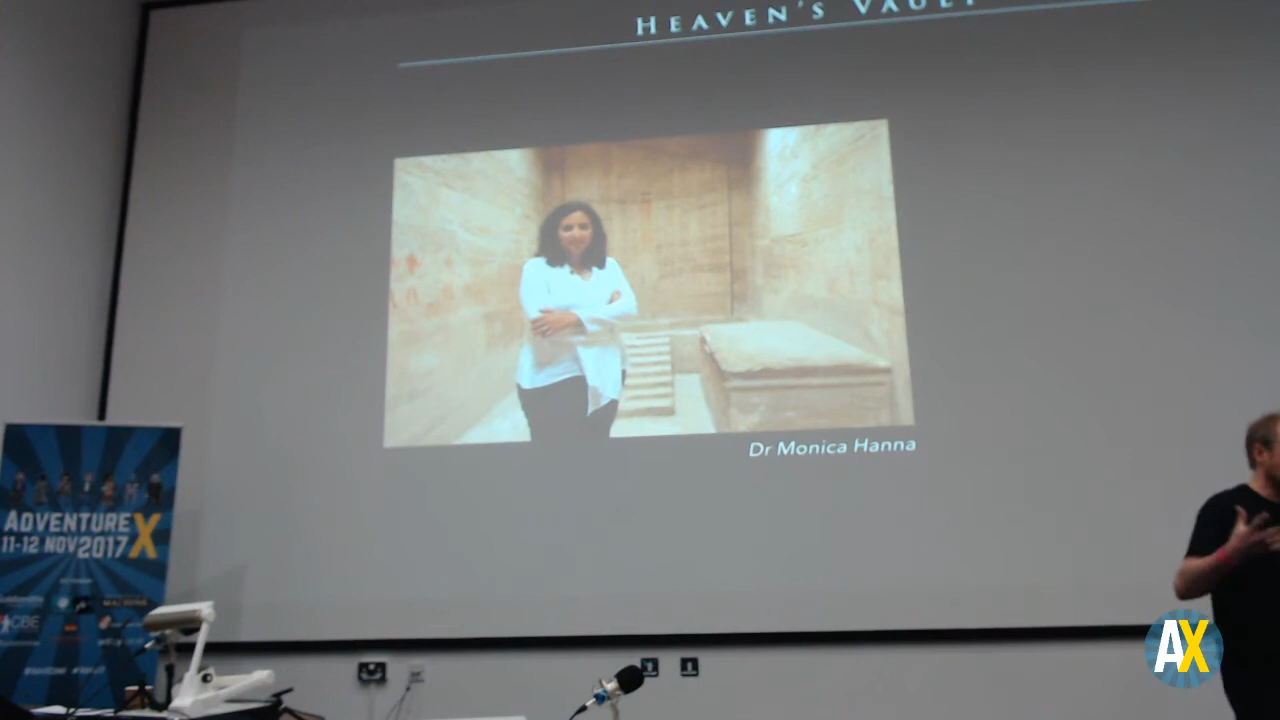 HEAVEN'S VAULT
Dr Monica Hanna
ADVENTURE X
11-12 NOV 2017
AX